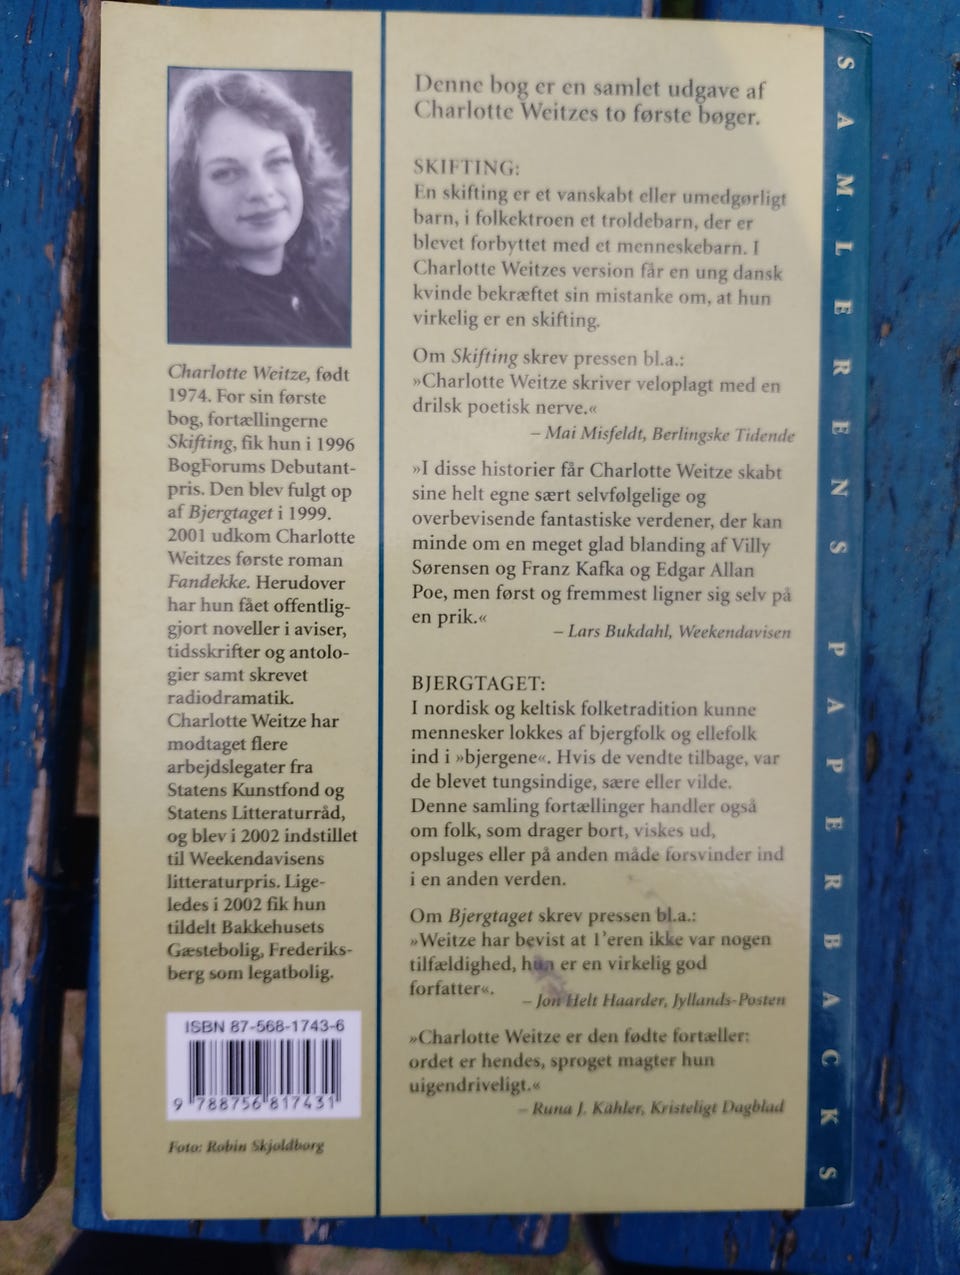 Charlotte Weitze, født
1974. For sin første
bog, fortællingerne
Skifting, fik hun i 1996
BogForums Debutant-
pris. Den blev fulgt op
af Bjergtaget i 1999.
2001 udkom Charlotte
Weitzes første roman
Fandekke. Herudover
har hun fået offentlig-
gjort noveller i aviser,
tidsskrifter og antolo-
gier samt skrevet
radiodramatik.
Charlotte Weitze har
modtaget flere
arbejdslegater fra
Statens Kunstfond og
Statens Litteraturråd,
og blev i 2002 indstillet
til Weekendavisens
litteraturpris. Lige-
ledes i 2002 fik hun
tildelt Bakkehusets
Gæstebolig, Frederiks-
berg som legatbolig.
ISBN 87-568-1743-6
9 788756 817431
Foto: Robin Skjoldborg
Denne bog er en samlet udgave af
Charlotte Weitzes to første bøger.
SKIFTING:
En skifting er et vanskabt eller umedgørligt
barn, i folketroen et troldebarn, der er
blevet forbyttet med et menneskebarn. I
Charlotte Weitzes version får en ung dansk
kvinde bekræftet sin mistanke om, at hun
virkelig er en skifting.
Om Skifting skrev pressen bl.a.:
»Charlotte Weitze skriver veloplagt med en
drilsk poetisk nerve.«
– Mai Misfeldt, Berlingske Tidende
»I disse historier får Charlotte Weitze skabt
sine helt egne sært selvfølgelige og
overbevisende fantastiske verdener, der kan
minde om en meget glad blanding af Villy
Sørensen og Franz Kafka og Edgar Allan
Poe, men først og fremmest ligner sig selv på
en prik.«
– Lars Bukdahl, Weekendavisen
BJERGTAGET:
I nordisk og keltisk folketradition kunne
mennesker lokkes af bjergfolk og ellefolk
ind i »bjergene«. Hvis de vendte tilbage, var
de blevet tungsindige, sære eller vilde.
Denne samling fortællinger handler også
om folk, som drager bort, viskes ud,
opsluges eller på anden måde forsvinder ind
i en anden verden.
Om Bjergtaget skrev pressen bl.a.:
»Weitze har bevist at 1'eren ikke var nogen
tilfældighed, hun er en virkelig god
forfatter«.
– Jon Helt Haarder, Jyllands-Posten
»Charlotte Weitze er den fødte fortæller:
ordet er hendes, sproget magter hun
uigendriveligt.«
– Runa J. Kähler, Kristeligt Dagblad
SAMLERENS PAPERBACKS